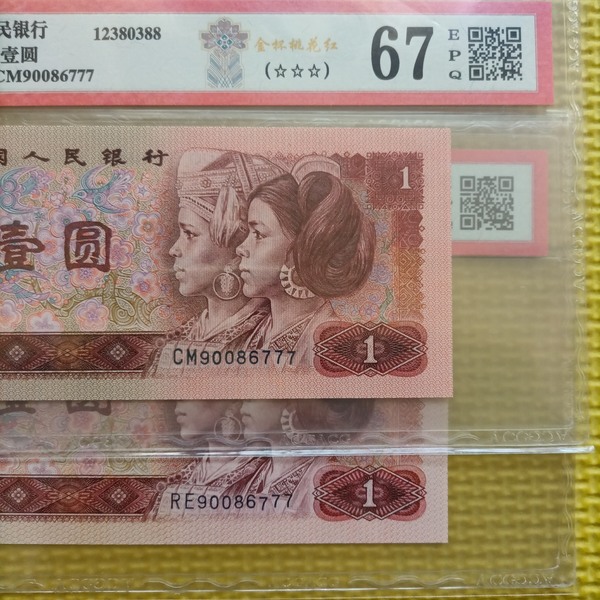 民银行
12380388
壹圆
CM90086777
金杯桃花红
(☆☆☆)
67
E
P
Q
国人民银行
1
壹圆
CM90086777
1
RE90086777
1